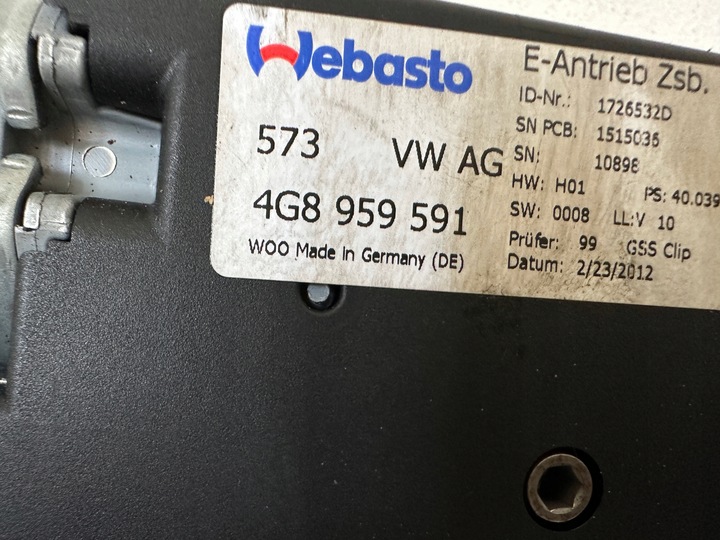 Webasto
573 VW AG
4G8 959 591
WOO Made in Germany (DE)
E-Antrieb Zsb.
ID-Nr.: 1726532D
SN PCB: 1515036
SN: 10898
HW: H01 PS: 40.039
SW: 0008 LL:V 10
Prüfer: 99 GSS Clip
Datum: 2/23/2012